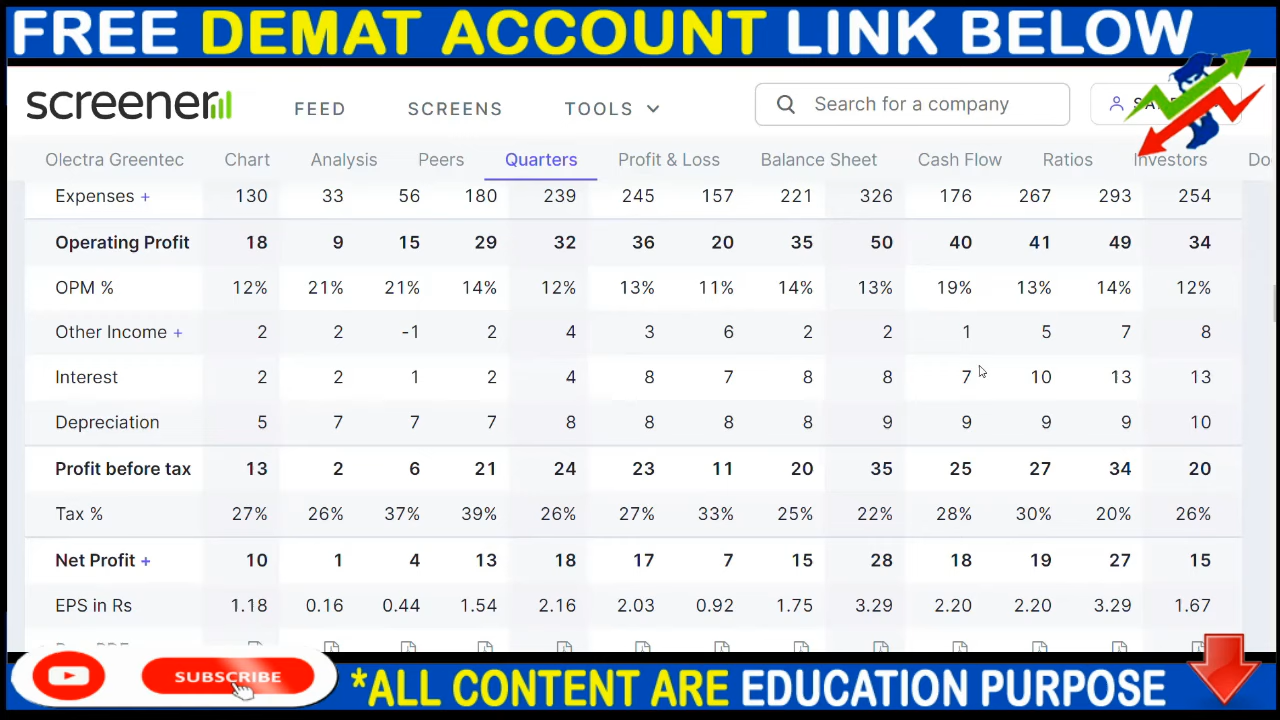 FREE DEMAT ACCOUNT LINK BELOW
screener
FEED SCREENS TOOLS
Search for a company
Olectra Greentec Chart Analysis Peers Quarters Profit & Loss Balance Sheet Cash Flow Ratios Investors Do
Expenses + 130 33 56 180 239 245 157 221 326 176 267 293 254
Operating Profit 18 9 15 29 32 36 20 35 50 40 41 49 34
OPM % 12% 21% 21% 14% 12% 13% 11% 14% 13% 19% 13% 14% 12%
Other Income + 2 2 -1 2 4 3 6 2 2 1 5 7 8
Interest 2 2 1 2 4 8 7 8 8 7 10 13 13
Depreciation 5 7 7 7 8 8 8 8 9 9 9 9 10
Profit before tax 13 2 6 21 24 23 11 20 35 25 27 34 20
Tax % 27% 26% 37% 39% 26% 27% 33% 25% 22% 28% 30% 20% 26%
Net Profit + 10 1 4 13 18 17 7 15 28 18 19 27 15
EPS in Rs 1.18 0.16 0.44 1.54 2.16 2.03 0.92 1.75 3.29 2.20 2.20 3.29 1.67
SUBSCRIBE
*ALL CONTENT ARE EDUCATION PURPOSE